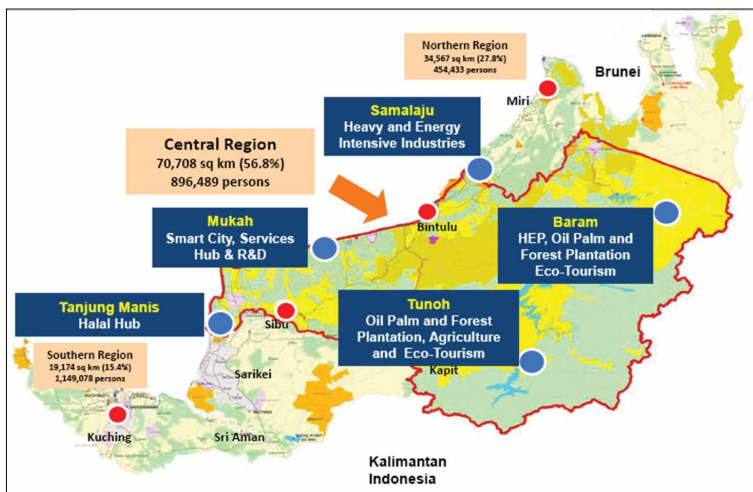 Northern Region
34,567 sq km (27.8%)
454,433 persons
Brunei
Miri
Samalaju
Heavy and Energy
Intensive Industries
Central Region
70,708 sq km (56.8%)
896,489 persons
Mukah
Smart City, Services
Hub & R&D
Bintulu
Baram
HEP, Oil Palm and
Forest Plantation
Eco-Tourism
Tanjung Manis
Halal Hub
Sibu
Tunoh
Oil Palm and Forest
Plantation, Agriculture
and Eco-Tourism
Kapit
Southern Region
19,174 sq km (15.4%)
1,149,078 persons
Sarikei
Kuching
Sri Aman
Kalimantan
Indonesia